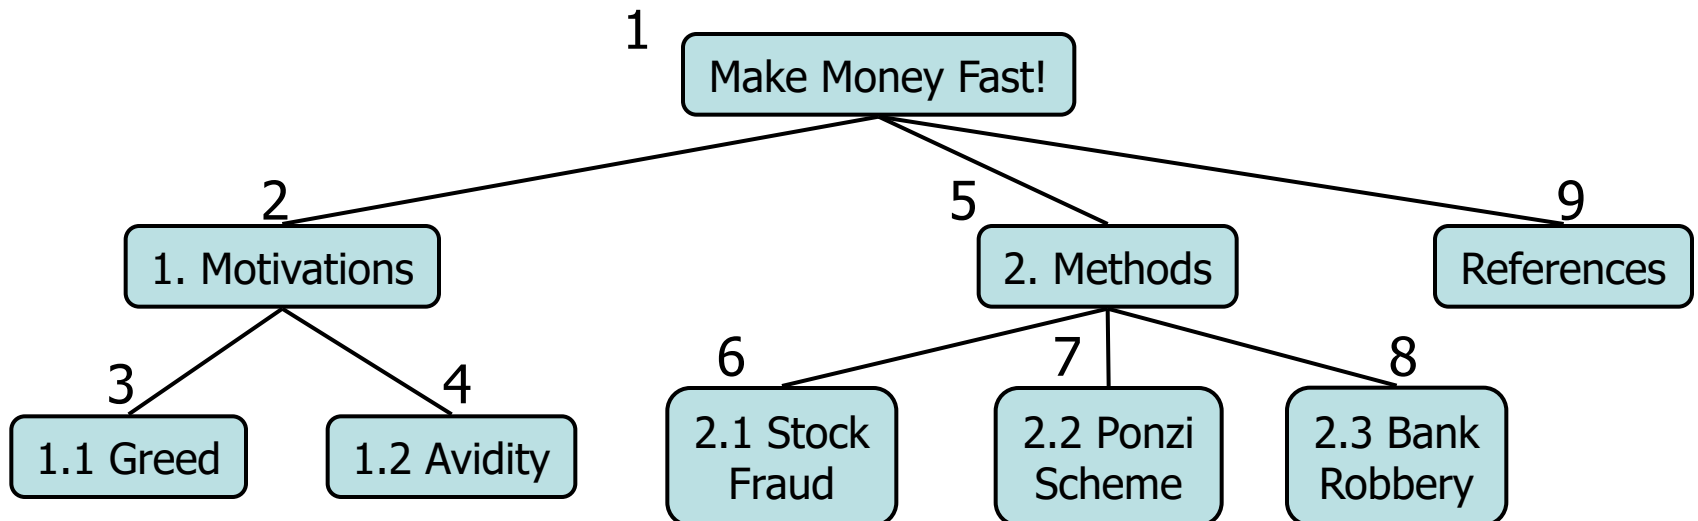 1
Make Money Fast!
2
5
9
1. Motivations
2. Methods
References
3
4
6
7
8
1.1 Greed
1.2 Avidity
2.1 Stock
Fraud
2.2 Ponzi
Scheme
2.3 Bank
Robbery